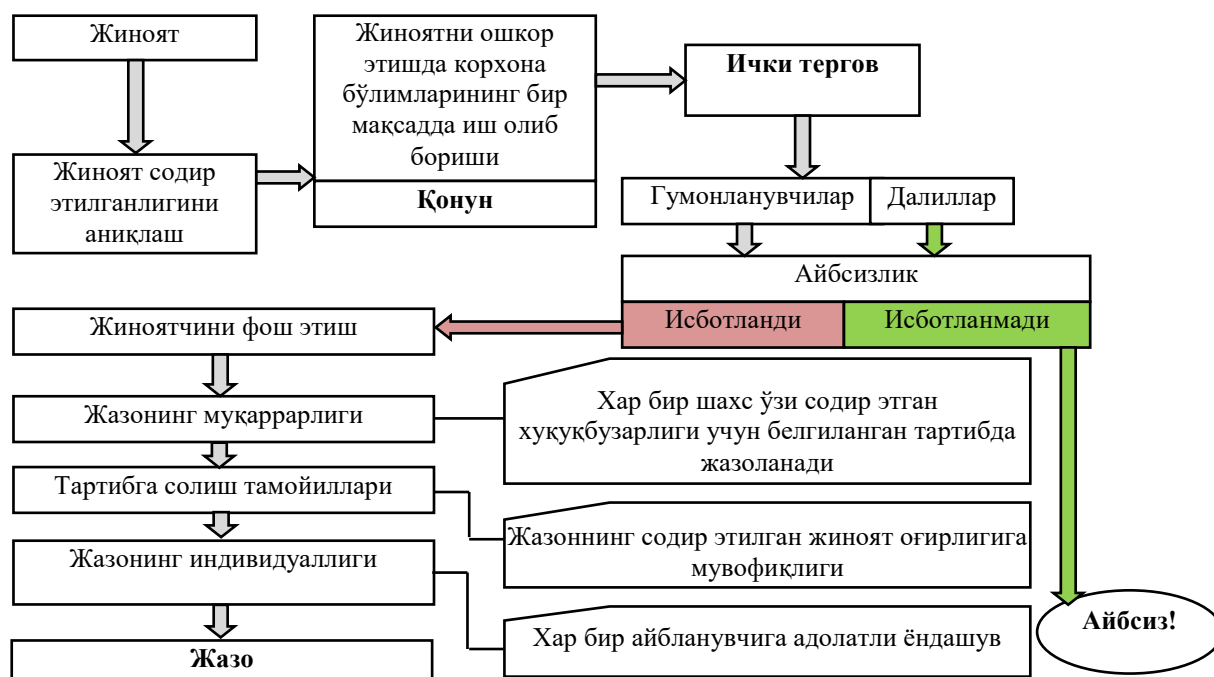 Жиноят
Жиноятни ошкор
этишда корхона
бўлимларининг бир
мақсадда иш олиб
бориши
Қонун
Ички тергов
Жиноят содир
этилганлигини
аниқлаш
Гумонланувчилар
Далиллар
Айбсизлик
Исботланди
Исботланмади
Жиноятчини фош этиш
Жазонинг муқаррарлиги
Хар бир шахс ўзи содир этган
хуқуқбузарлиги учун белгиланган тартибда
жазоланади
Тартибга солиш тамойиллари
Жазоннинг содир этилган жиноят оғирлигига
мувофиқлиги
Жазонинг индивидуаллиги
Хар бир айбланувчига адолатли ёндашув
Айбсиз!
Жазо